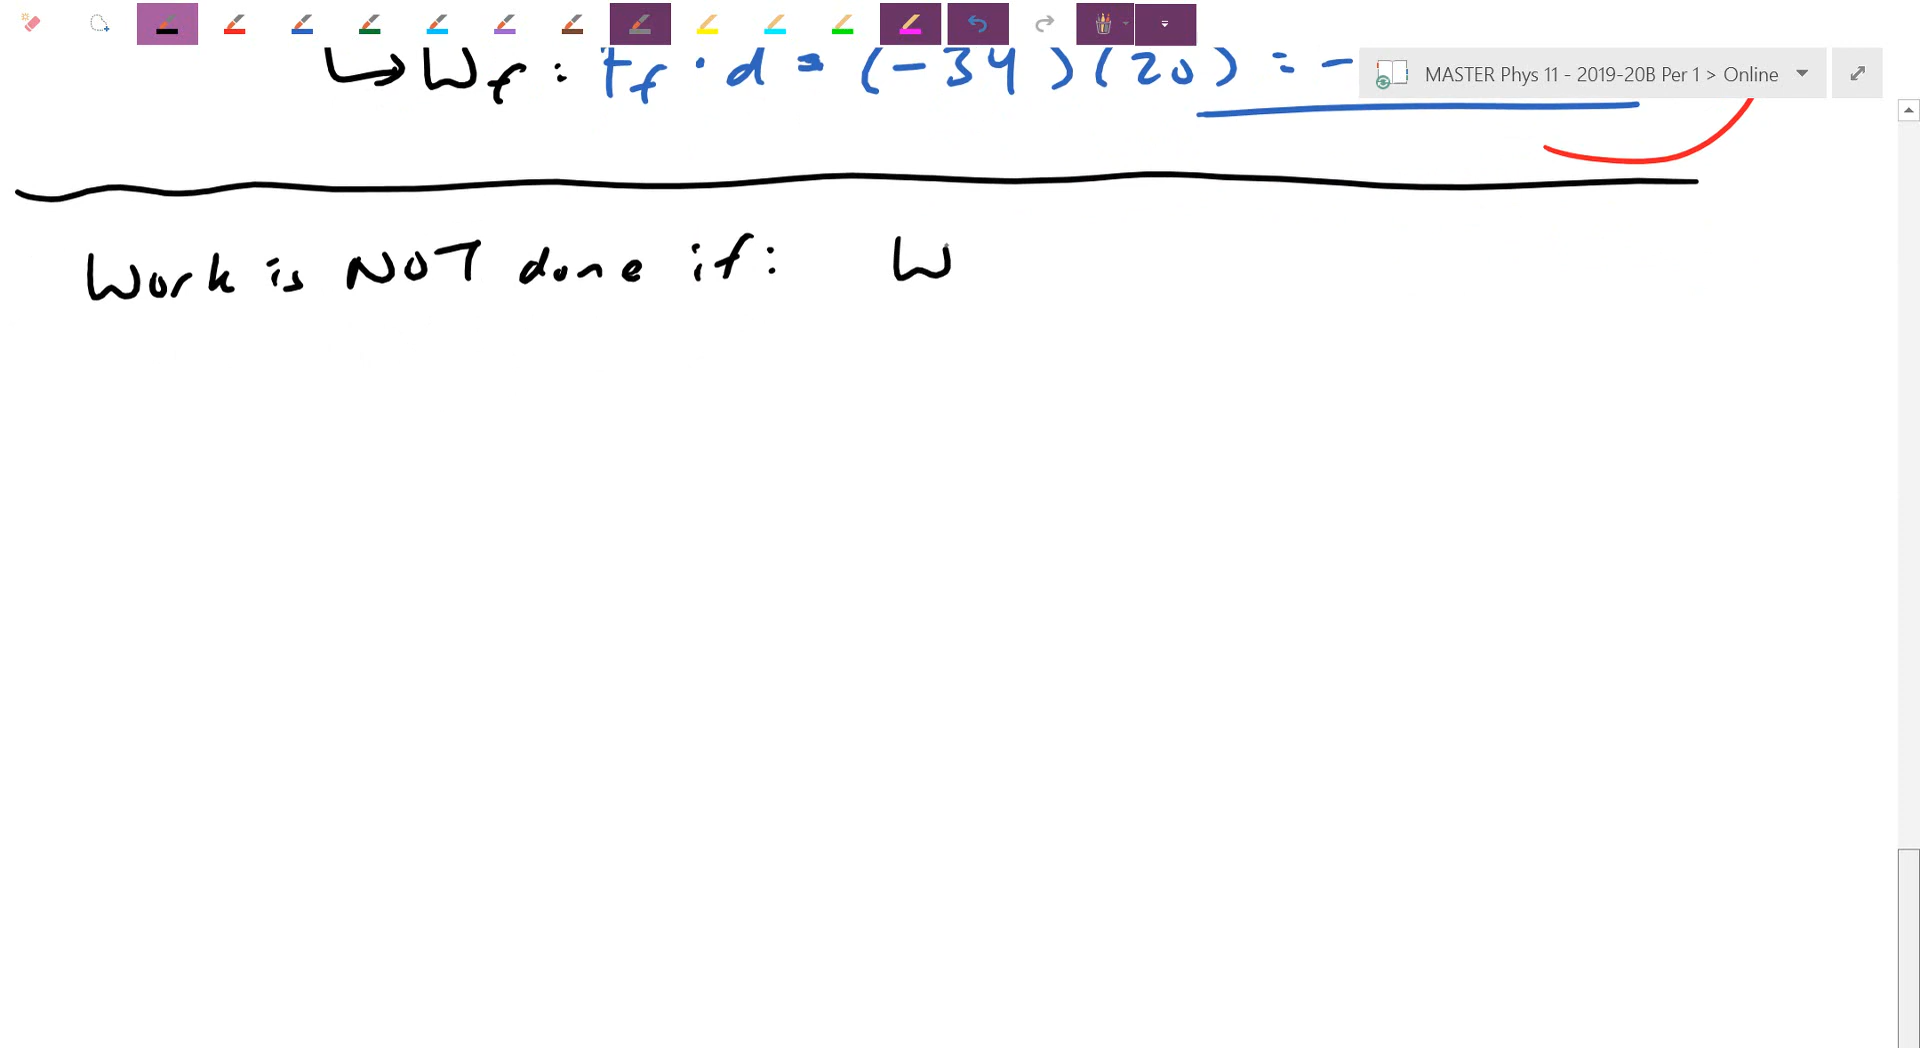 ↳ W_f : F_f · d = (-34)(20) = -
MASTER Phys 11 - 2019-20B Per 1 > Online
Work is NOT done if: W